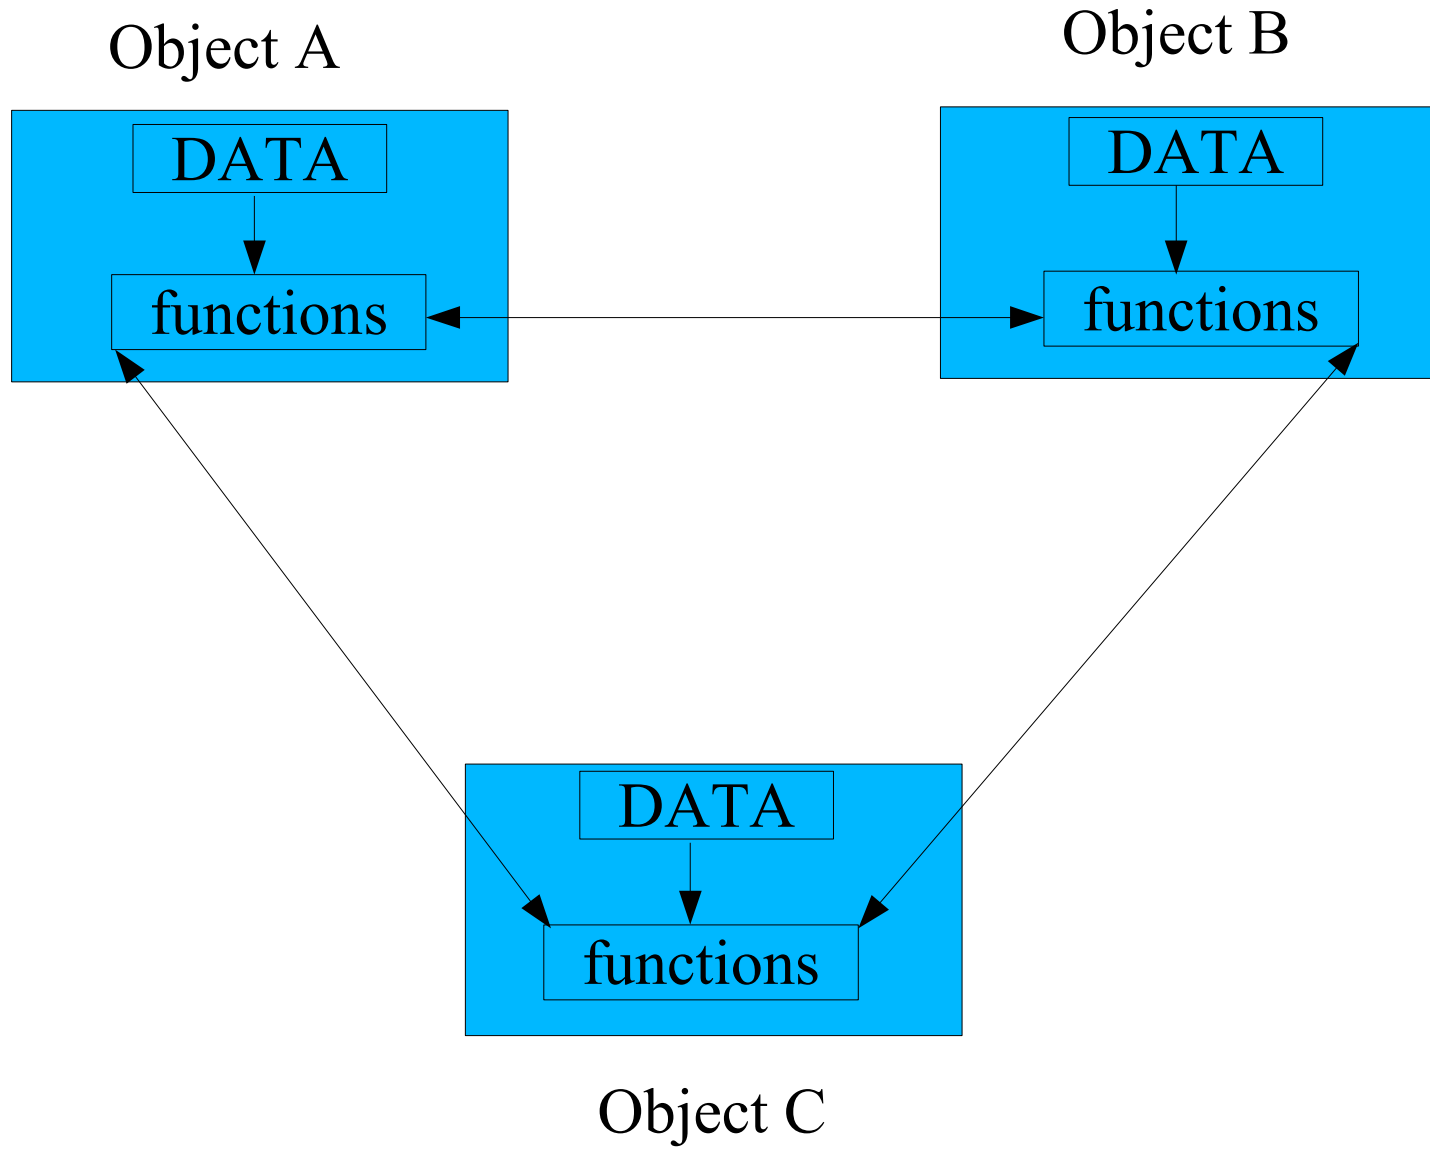 Object A
Object B
DATA
DATA
functions
functions
DATA
functions
Object C